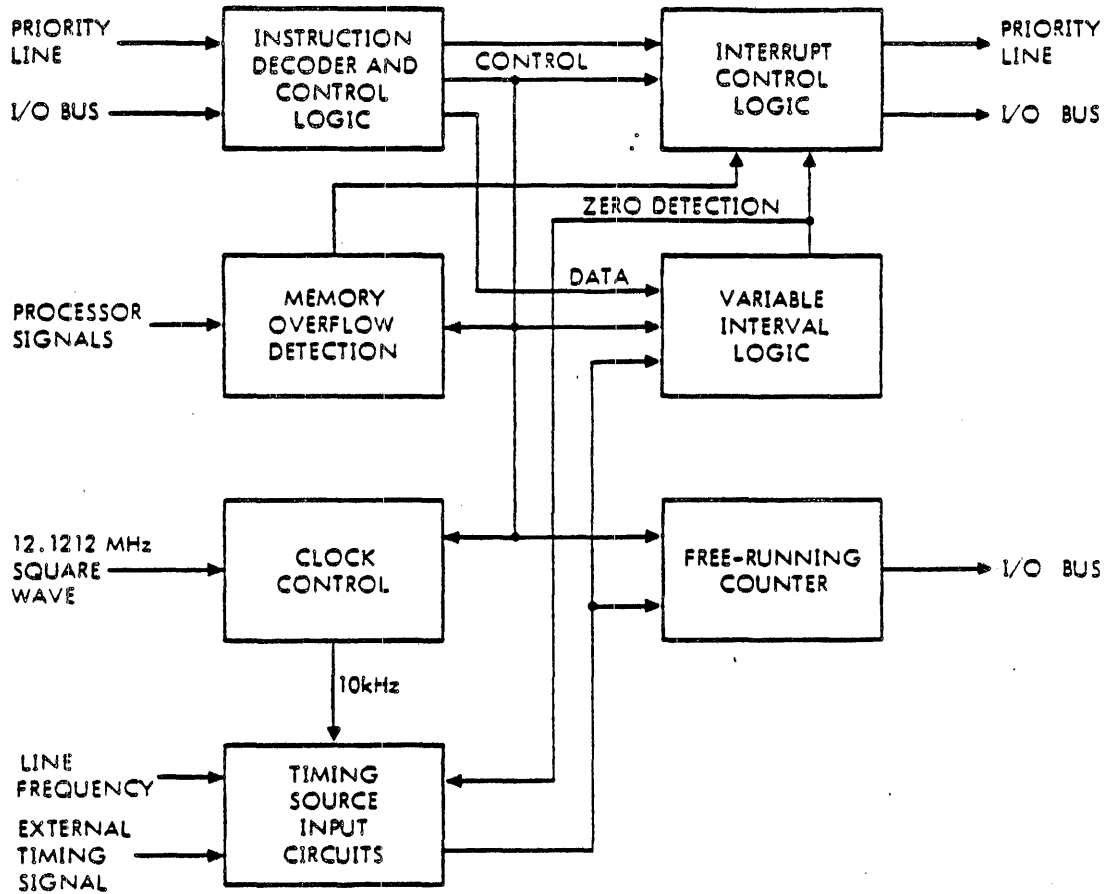 PRIORITY
LINE
I/O BUS
INSTRUCTION
DECODER AND
CONTROL
LOGIC
CONTROL
INTERRUPT
CONTROL
LOGIC
PRIORITY
LINE
I/O BUS
ZERO DETECTION
DATA
PROCESSOR
SIGNALS
MEMORY
OVERFLOW
DETECTION
VARIABLE
INTERVAL
LOGIC
12.1212 MHz
SQUARE
WAVE
CLOCK
CONTROL
FREE-RUNNING
COUNTER
I/O BUS
10kHz
LINE
FREQUENCY
EXTERNAL
TIMING
SIGNAL
TIMING
SOURCE
INPUT
CIRCUITS